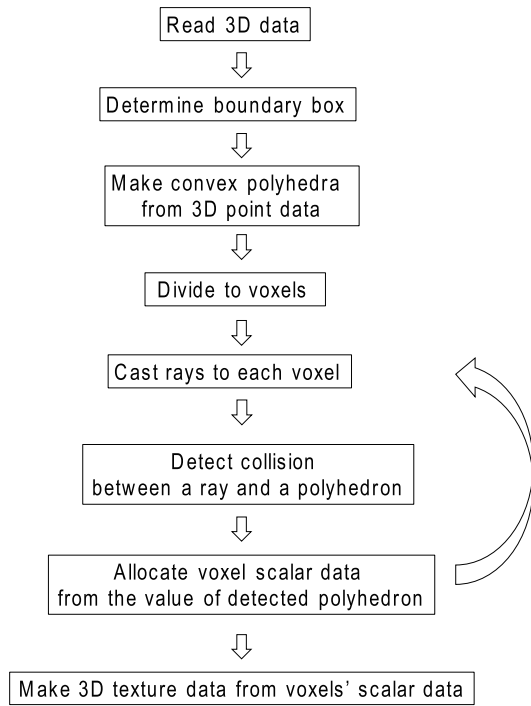 Read 3D data
Determine boundary box
Make convex polyhedra
from 3D point data
Divide to voxels
Cast rays to each voxel
Detect collision
between a ray and a polyhedron
Allocate voxel scalar data
from the value of detected polyhedron
Make 3D texture data from voxels’ scalar data